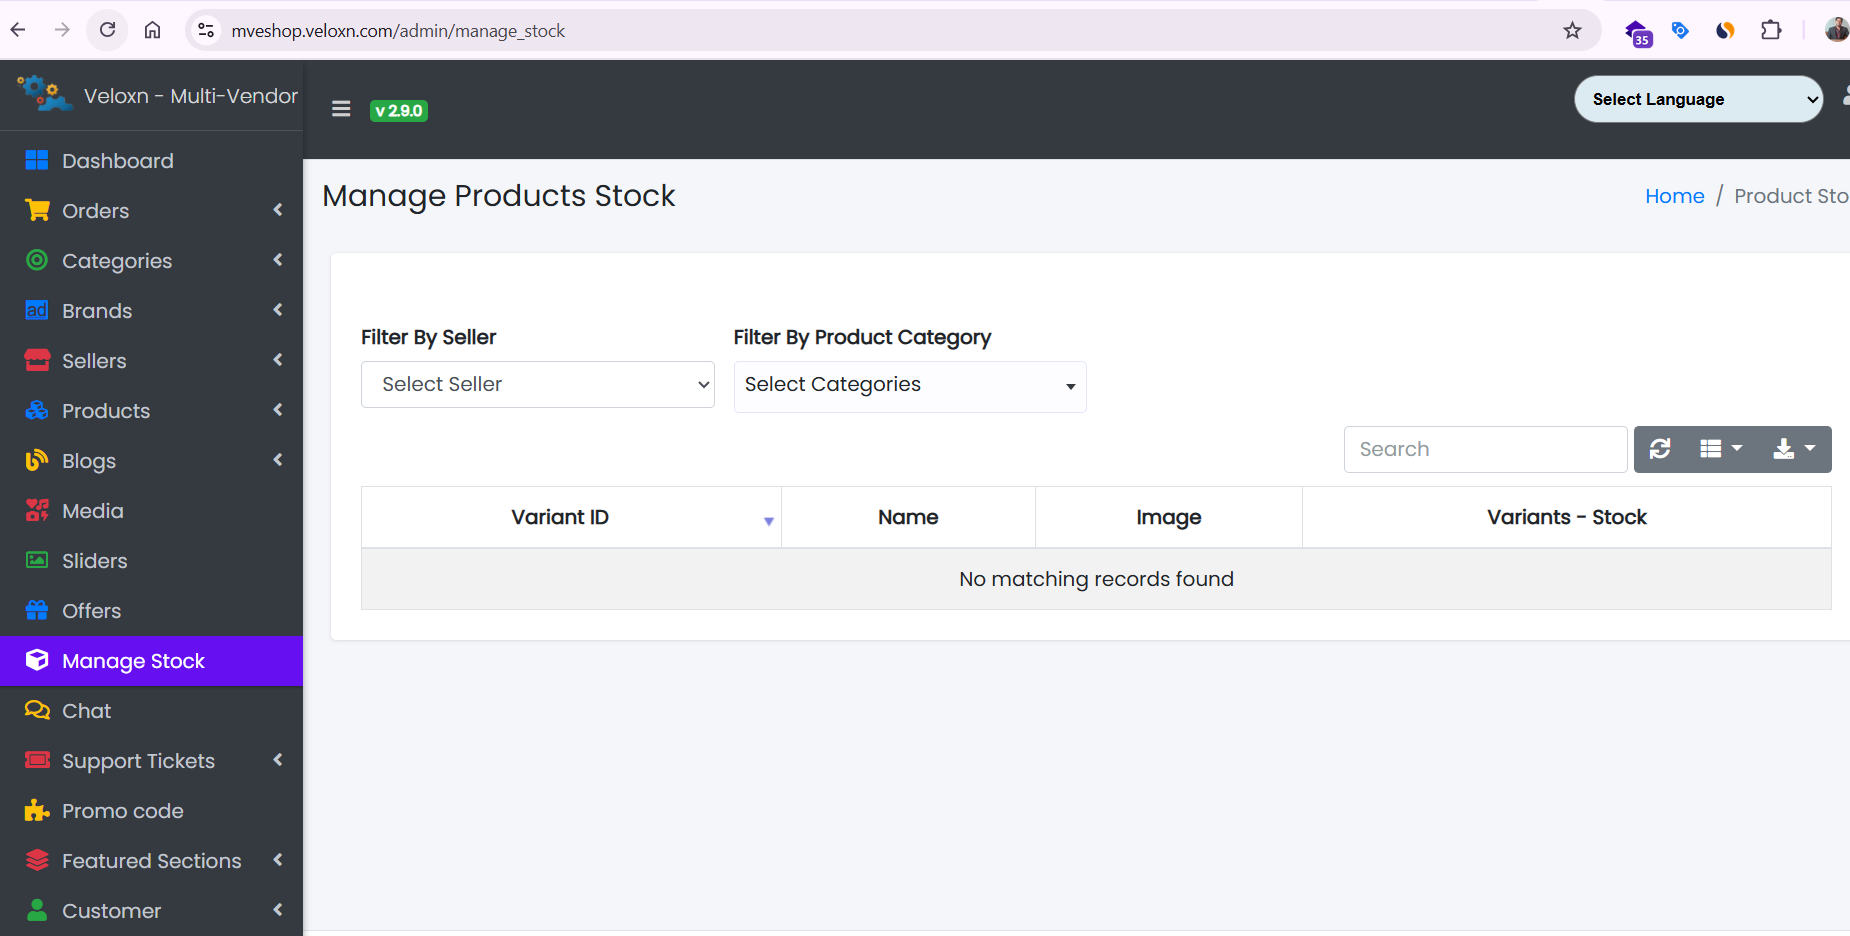 mveshop.veloxn.com/admin/manage_stock
35
Veloxn - Multi-Vendor
v 2.9.0
Select Language
Dashboard
Orders
Categories
ad Brands
Sellers
Products
Blogs
Media
Sliders
Offers
Manage Stock
Chat
Support Tickets
Promo code
Featured Sections
Customer
Manage Products Stock
Home / Product Sto
Filter By Seller
Filter By Product Category
Select Seller
Select Categories
Search
Variant ID
Name
Image
Variants - Stock
No matching records found